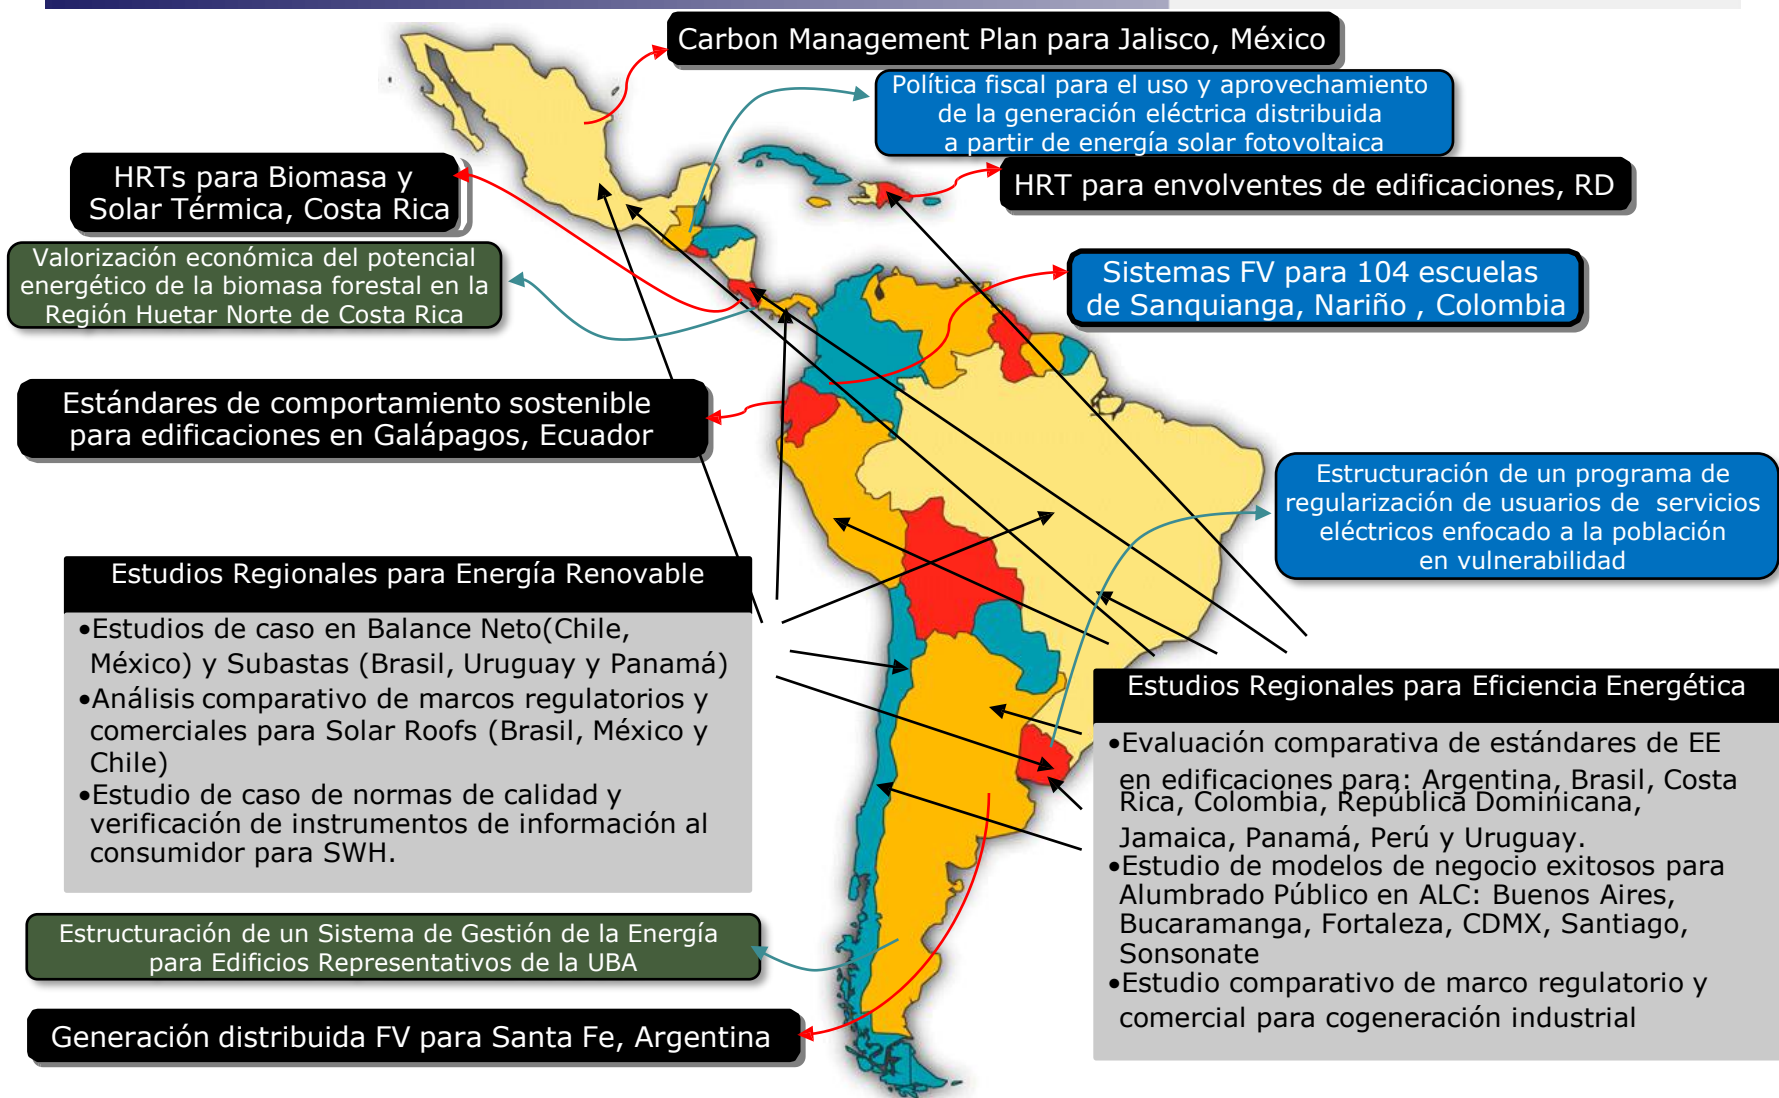 Carbon Management Plan para Jalisco, México
Política fiscal para el uso y aprovechamiento
de la generación eléctrica distribuida
a partir de energía solar fotovoltaica
HRTs para Biomasa y
Solar Térmica, Costa Rica
HRT para envolventes de edificaciones, RD
Valorización económica del potencial
energético de la biomasa forestal en la
Región Huetar Norte de Costa Rica
Sistemas FV para 104 escuelas
de Sanquianga, Nariño , Colombia
Estándares de comportamiento sostenible
para edificaciones en Galápagos, Ecuador
Estructuración de un programa de
regularización de usuarios de servicios
eléctricos enfocado a la población
en vulnerabilidad
Estudios Regionales para Energía Renovable
•Estudios de caso en Balance Neto(Chile,
México) y Subastas (Brasil, Uruguay y Panamá)
•Análisis comparativo de marcos regulatorios y
comerciales para Solar Roofs (Brasil, México y
Chile)
•Estudio de caso de normas de calidad y
verificación de instrumentos de información al
consumidor para SWH.
Estudios Regionales para Eficiencia Energética
•Evaluación comparativa de estándares de EE
en edificaciones para: Argentina, Brasil, Costa
Rica, Colombia, República Dominicana,
Jamaica, Panamá, Perú y Uruguay.
•Estudio de modelos de negocio exitosos para
Alumbrado Público en ALC: Buenos Aires,
Bucaramanga, Fortaleza, CDMX, Santiago,
Sonsonate
•Estudio comparativo de marco regulatorio y
comercial para cogeneración industrial
Estructuración de un Sistema de Gestión de la Energía
para Edificios Representativos de la UBA
Generación distribuida FV para Santa Fe, Argentina